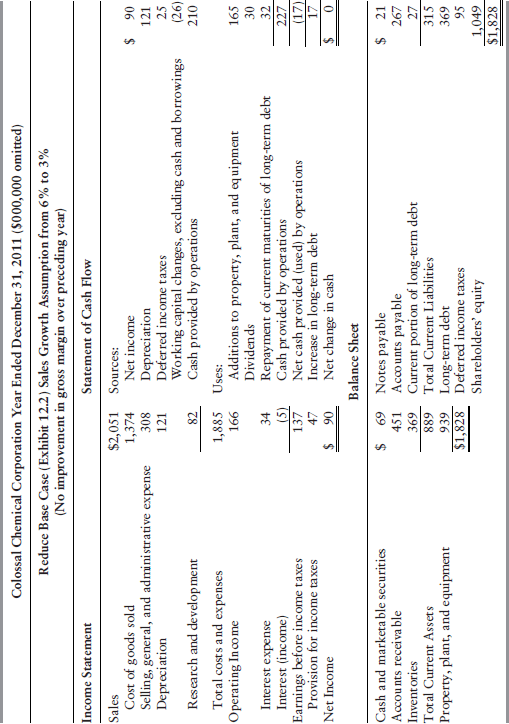 Colossal Chemical Corporation Year Ended December 31, 2011 ($000,000 omitted)
Reduce Base Case (Exhibit 12.2) Sales Growth Assumption from 6% to 3%
(No improvement in gross margin over preceding year)
Income Statement Statement of Cash Flow
Sales $2,051 Sources:
Cost of goods sold 1,374 Net income $ 90
Selling, general, and administrative expense 308 Depreciation 121
Depreciation 121 Deferred income taxes 25
Working capital changes, excluding cash and borrowings (26)
Research and development 82 Cash provided by operations 210
Total costs and expenses 1,885 Uses:
Operating Income 166 Additions to property, plant, and equipment 165
Dividends 30
Interest expense 34 Repayment of current maturities of long-term debt 32
Interest (income) (5) Cash provided by operations 227
Earnings before income taxes 137 Net cash provided (used) by operations (17)
Provision for income taxes 47 Increase in long-term debt 17
Net Income $ 90 Net change in cash $ 0
Balance Sheet
Cash and marketable securities $ 69 Notes payable $ 21
Accounts receivable 451 Accounts payable 267
Inventories 369 Current portion of long-term debt 27
Total Current Assets 889 Total Current Liabilities 315
Property, plant, and equipment 939 Long-term debt 369
$1,828 Deferred income taxes 95
Shareholders' equity 1,049
$1,828